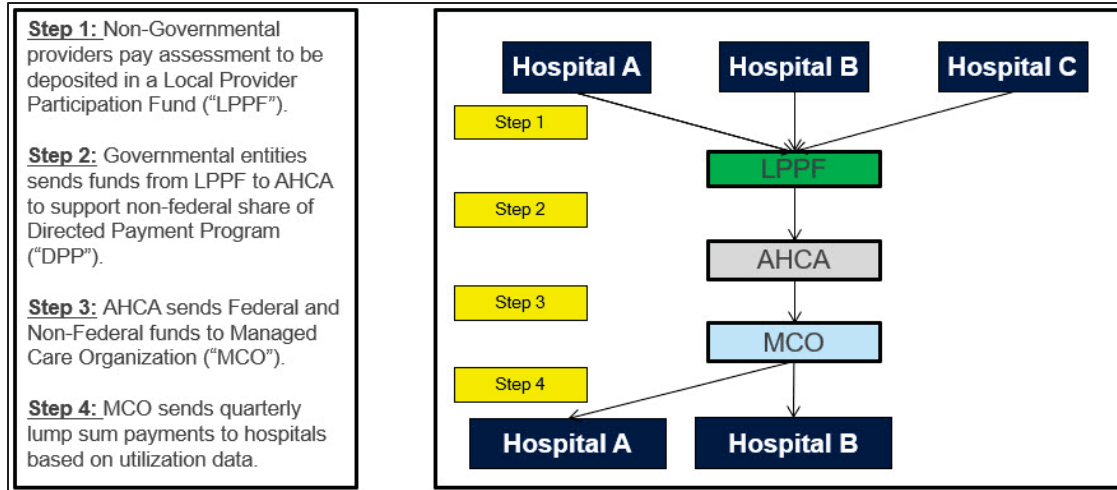 Step 1: Non-Governmental
providers pay assessment to be
deposited in a Local Provider
Participation Fund (“LPPF”).
Step 2: Governmental entities
sends funds from LPPF to AHCA
to support non-federal share of
Directed Payment Program
(“DPP”).
Step 3: AHCA sends Federal and
Non-Federal funds to Managed
Care Organization (“MCO”).
Step 4: MCO sends quarterly
lump sum payments to hospitals
based on utilization data.
Hospital A
Hospital B
Hospital C
Step 1
LPPF
Step 2
AHCA
Step 3
MCO
Step 4
Hospital A
Hospital B